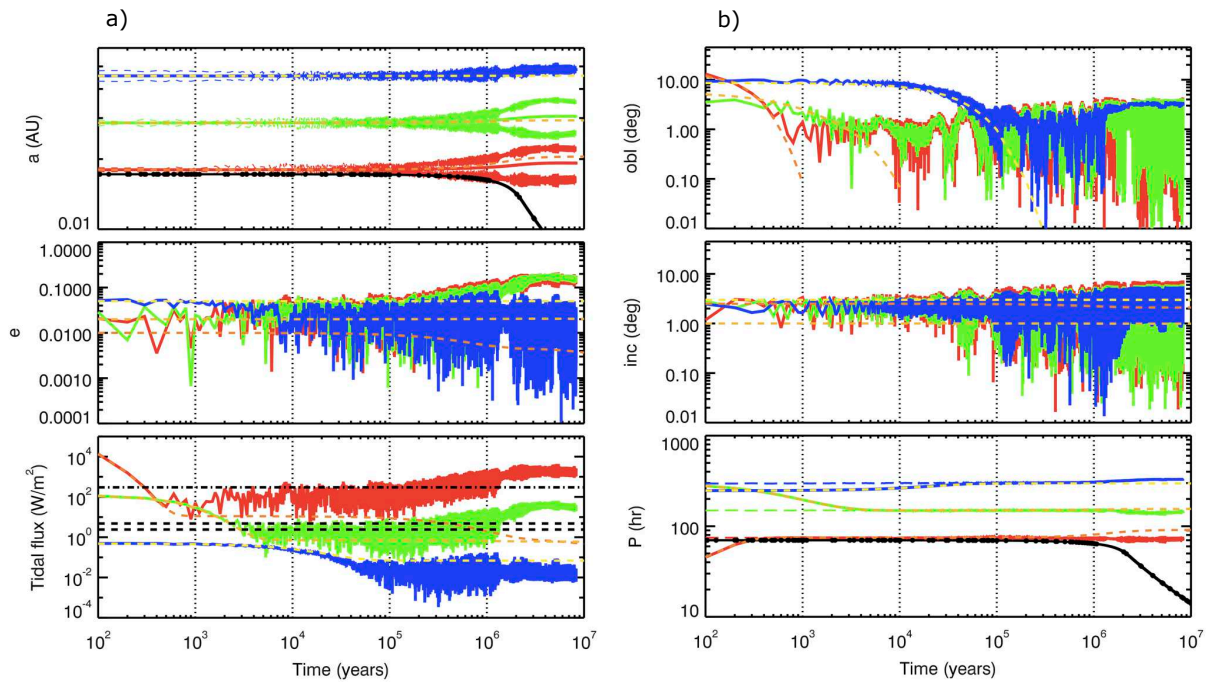 a)
a (AU)
0.01
e
1.0000
0.1000
0.0100
0.0010
0.0001
Tidal flux (W/m²)
10⁴
10²
10⁰
10⁻²
10⁻⁴
10² 10³ 10⁴ 10⁵ 10⁶ 10⁷
Time (years)
b)
obl (deg)
10.00
1.00
0.10
0.01
inc (deg)
10.00
1.00
0.10
0.01
P (hr)
1000
100
10
10² 10³ 10⁴ 10⁵ 10⁶ 10⁷
Time (years)